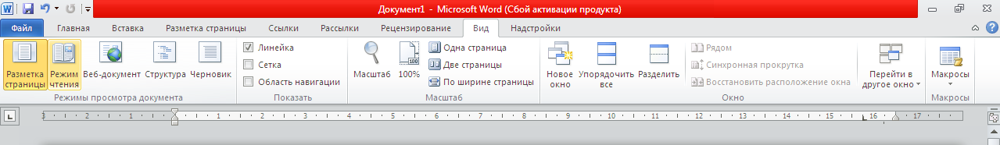 Документ1 - Microsoft Word (Сбой активации продукта)
Файл Главная Вставка Разметка страницы Ссылки Рассылки Рецензирование Вид Надстройки
Разметка страницы
Режим чтения
Веб-документ
Структура
Черновик
Режимы просмотра документа
Линейка
Сетка
Область навигации
Показать
Масштаб
100
100%
Одна страница
Две страницы
По ширине страницы
Масштаб
Новое окно
Упорядочить все
Разделить
Рядом
Синхронная прокрутка
Восстановить расположение окна
Перейти в другое окно
Окно
Макросы
Макросы
3 2 1 1 2 3 4 5 6 7 8 9 10 11 12 13 14 15 16 17